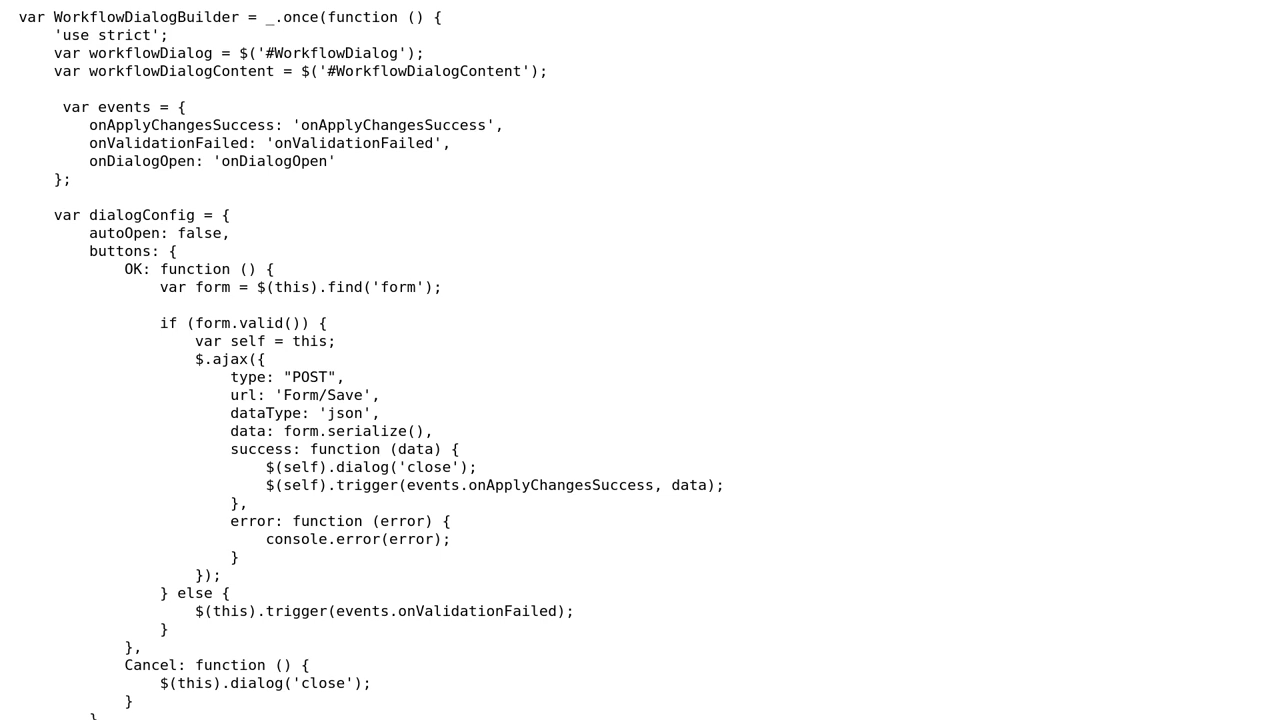 var WorkflowDialogBuilder = _.once(function () {
    'use strict';
    var workflowDialog = $('#WorkflowDialog');
    var workflowDialogContent = $('#WorkflowDialogContent');

     var events = {
        onApplyChangesSuccess: 'onApplyChangesSuccess',
        onValidationFailed: 'onValidationFailed',
        onDialogOpen: 'onDialogOpen'
    };

    var dialogConfig = {
        autoOpen: false,
        buttons: {
            OK: function () {
                var form = $(this).find('form');

                if (form.valid()) {
                    var self = this;
                    $.ajax({
                        type: "POST",
                        url: 'Form/Save',
                        dataType: 'json',
                        data: form.serialize(),
                        success: function (data) {
                            $(self).dialog('close');
                            $(self).trigger(events.onApplyChangesSuccess, data);
                        },
                        error: function (error) {
                            console.error(error);
                        }
                    });
                } else {
                    $(this).trigger(events.onValidationFailed);
                }
            },
            Cancel: function () {
                $(this).dialog('close');
            }
        }